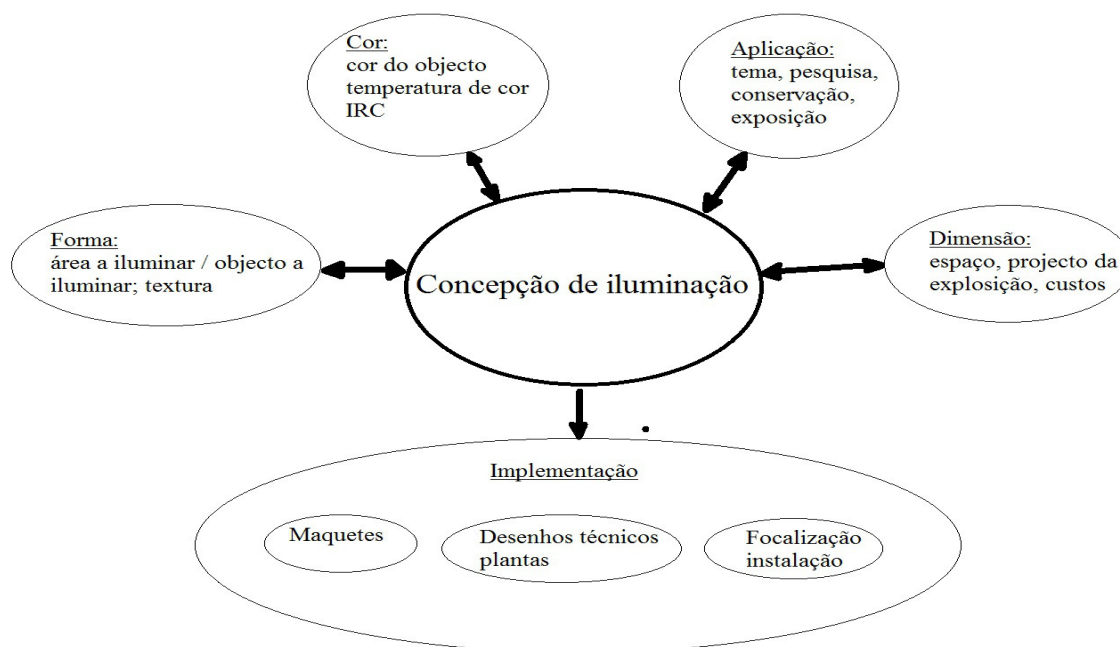 Cor:
cor do objecto
temperatura de cor
IRC
Aplicação:
tema, pesquisa,
conservação,
exposição
Forma:
área a iluminar / objecto a
iluminar; textura
Concepção de iluminação
Dimensão:
espaço, projecto da
explosição, custos
Implementação
Maquetes
Desenhos técnicos
plantas
Focalização
instalação